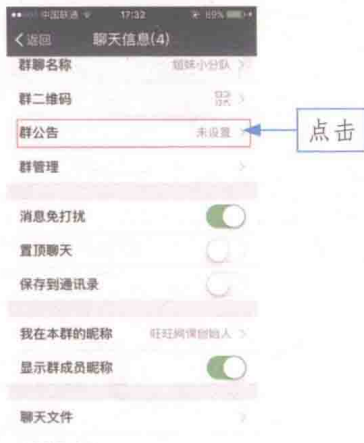 中国联通 17:32 89%
返回 聊天信息(4)
群聊名称 姐妹小分队
群二维码
群公告 未设置
点击
群管理
消息免打扰
置顶聊天
保存到通讯录
我在本群的昵称 旺旺网课创始人
显示群成员昵称
聊天文件